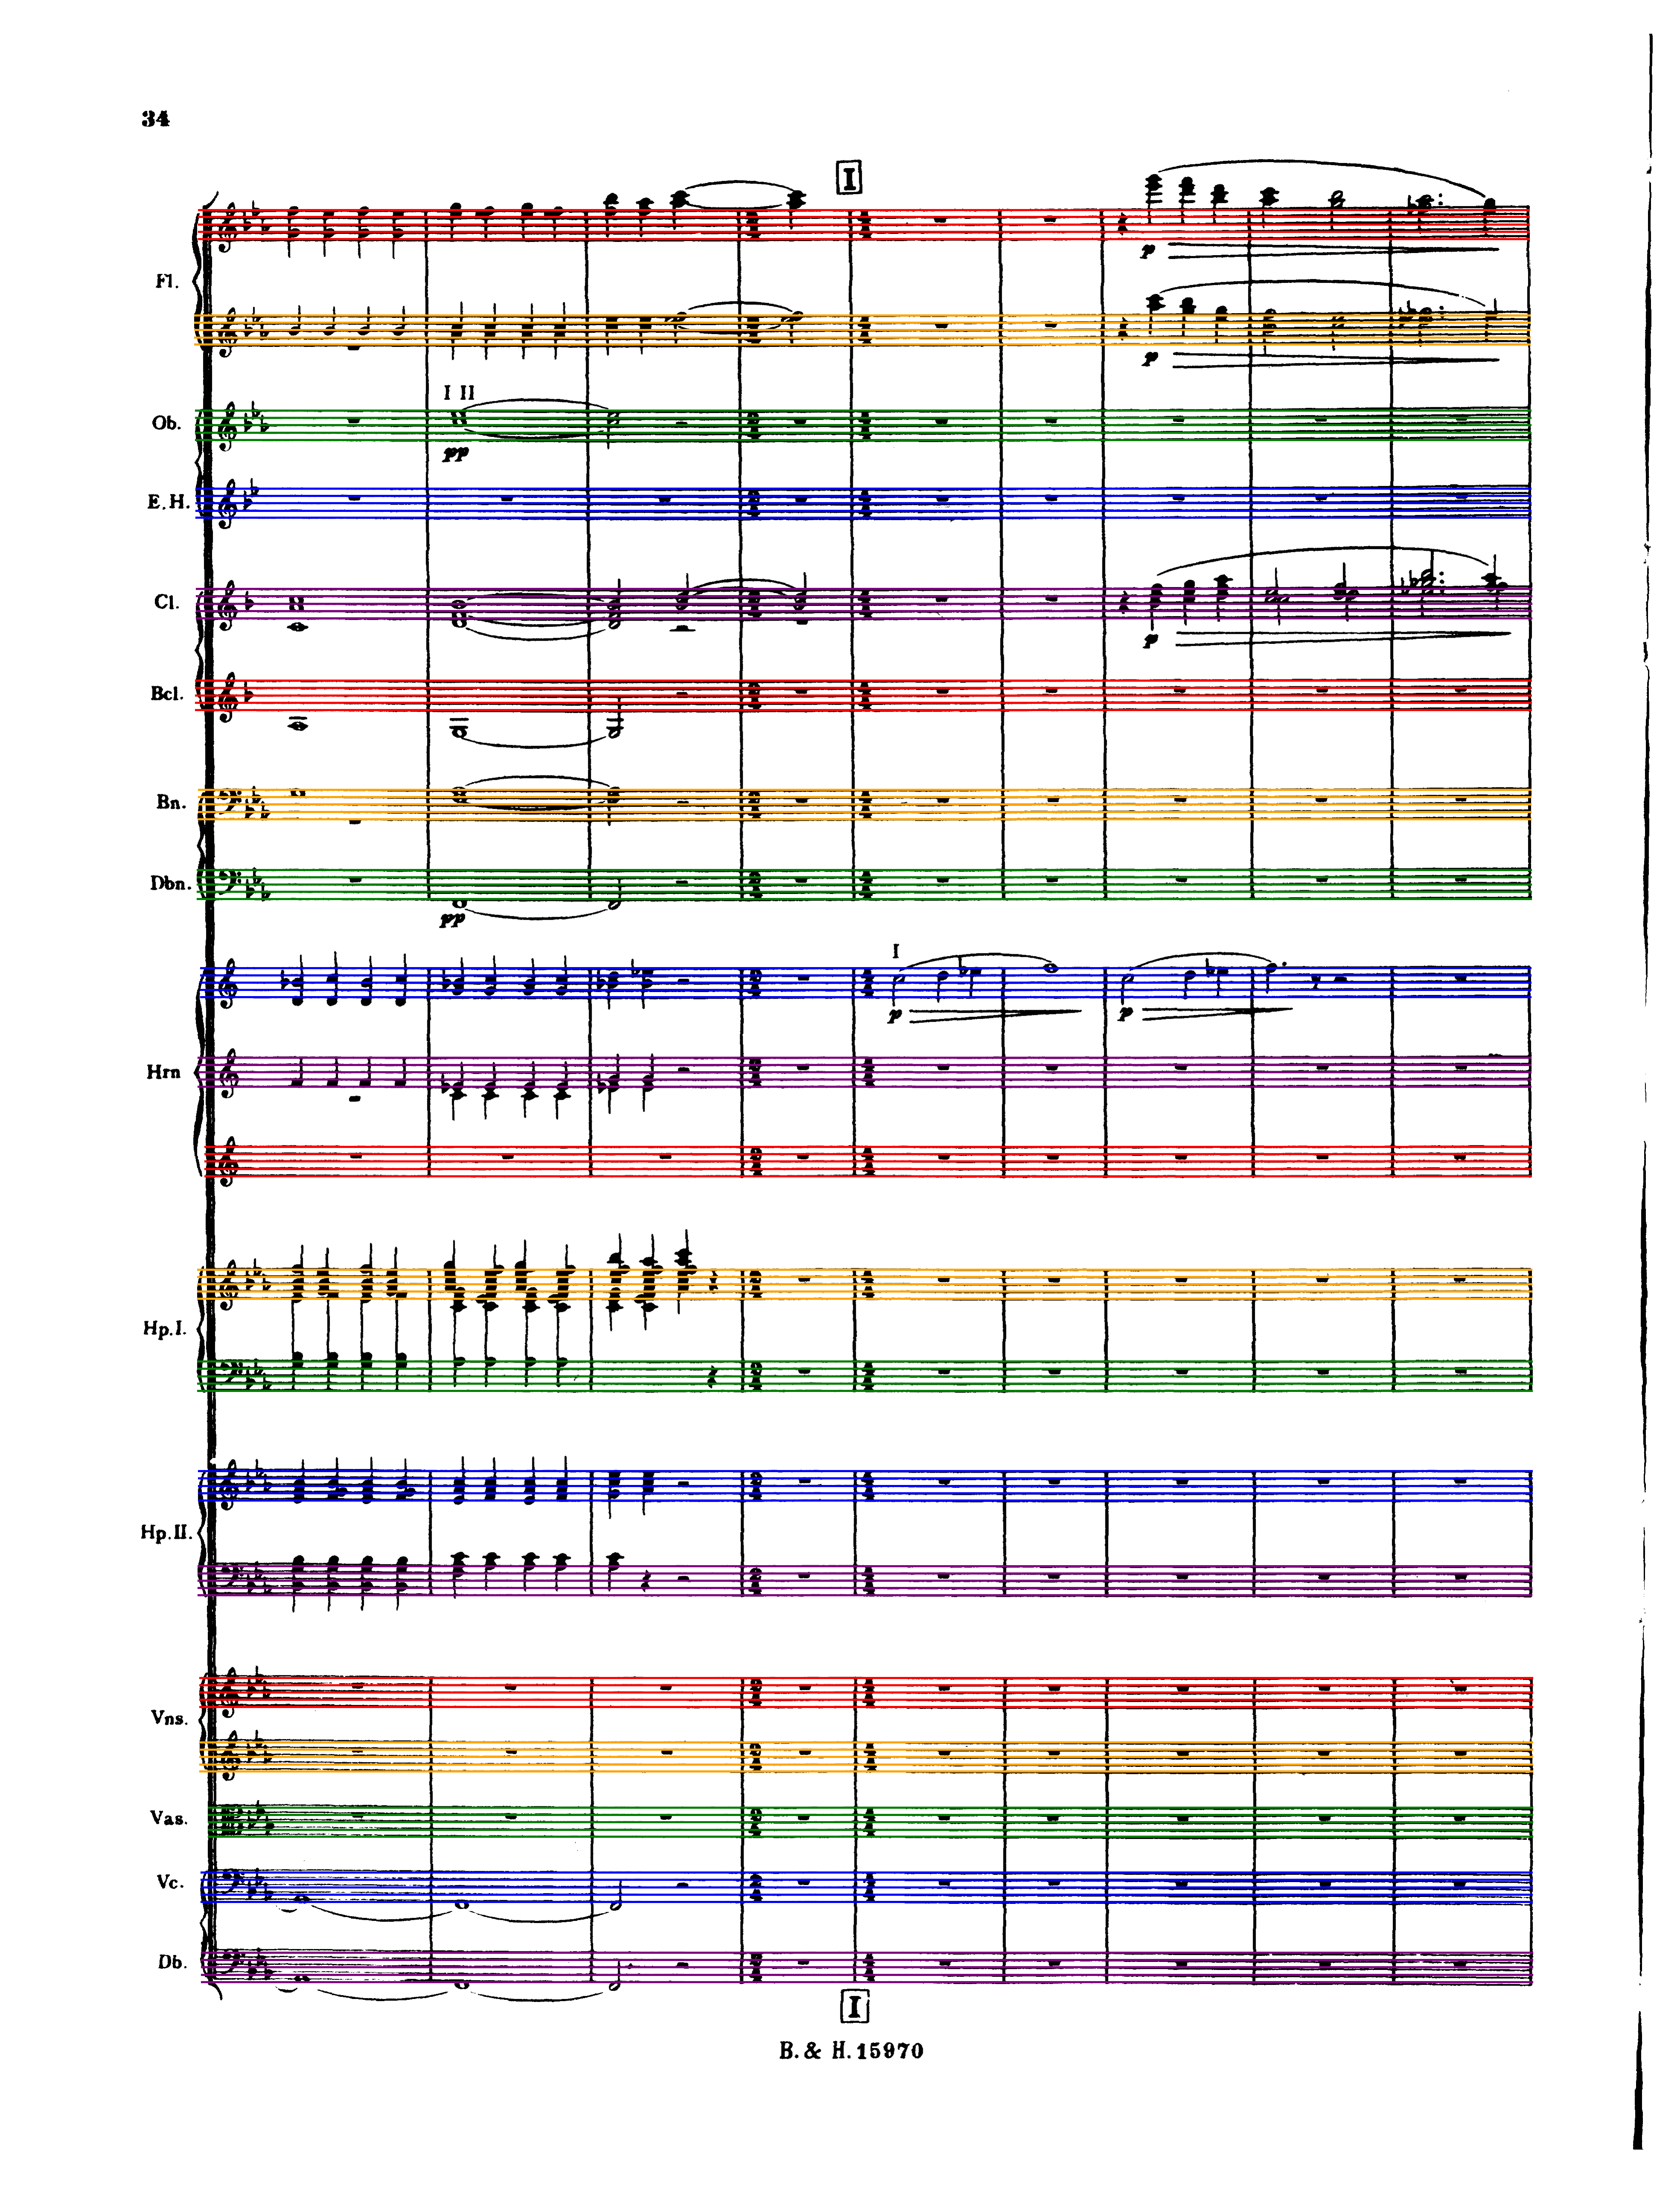 34
I
Fl.
p
p
I II
Ob.
pp
E.H.
Cl.
p
Bcl.
Bn.
Dbn.
pp
I
p
p
Hrn
Hp.I.
Hp.II.
Vns.
Vas.
Vc.
Db.
I
B. & H. 15970